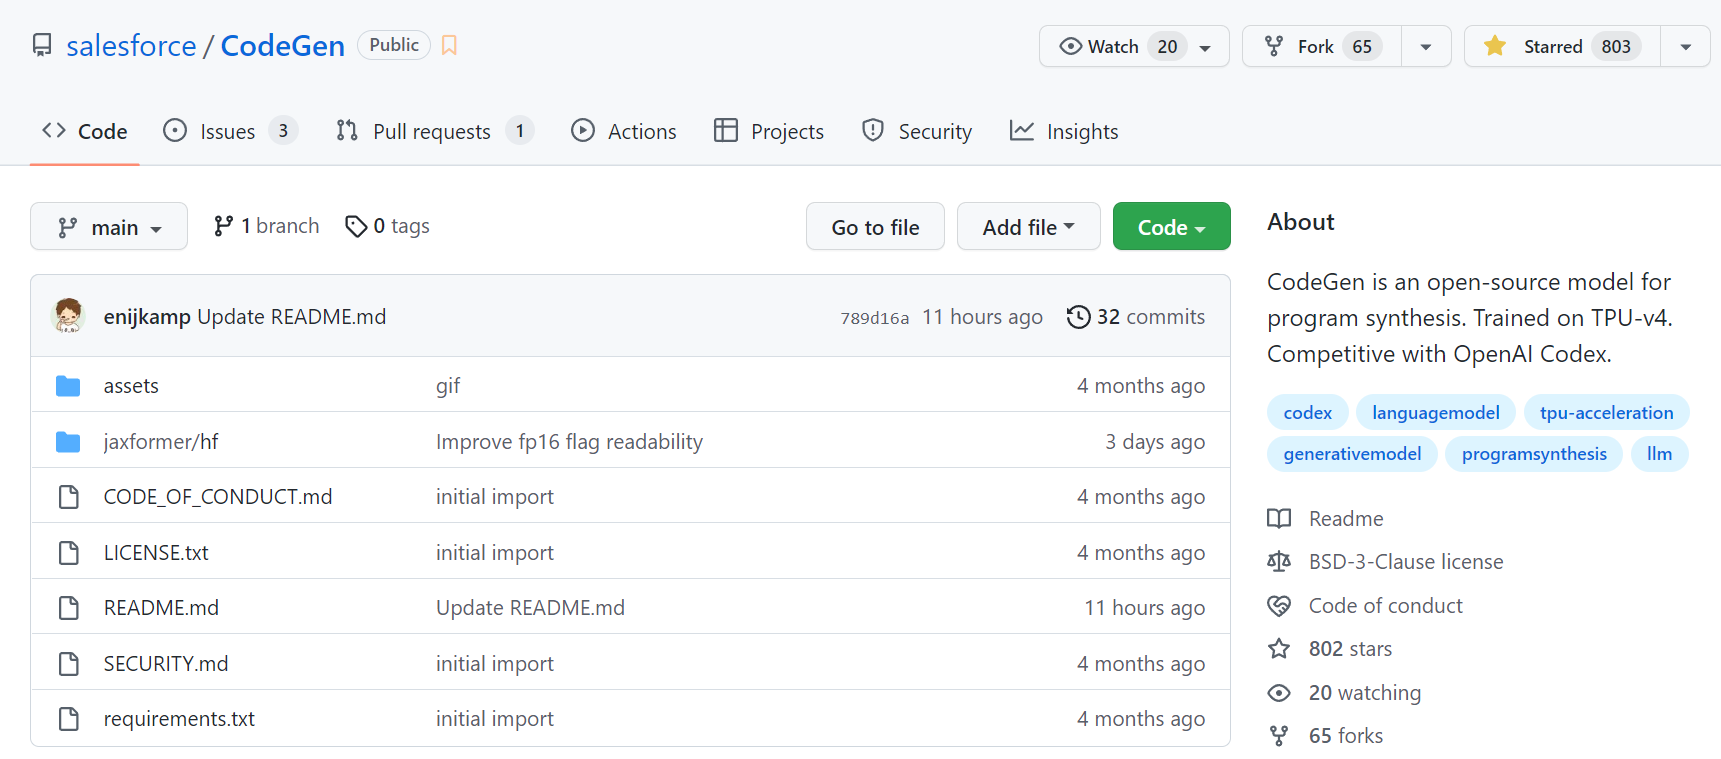 salesforce / CodeGen Public Watch 20 Fork 65 Starred 803
Code Issues 3 Pull requests 1 Actions Projects Security Insights
main 1 branch 0 tags Go to file Add file Code
enijkamp Update README.md 789d16a 11 hours ago 32 commits
assets gif 4 months ago
jaxformer/hf Improve fp16 flag readability 3 days ago
CODE_OF_CONDUCT.md initial import 4 months ago
LICENSE.txt initial import 4 months ago
README.md Update README.md 11 hours ago
SECURITY.md initial import 4 months ago
requirements.txt initial import 4 months ago
About
CodeGen is an open-source model for
program synthesis. Trained on TPU-v4.
Competitive with OpenAI Codex.
codex languagemodel tpu-acceleration
generativemodel programsynthesis llm
Readme
BSD-3-Clause license
Code of conduct
802 stars
20 watching
65 forks